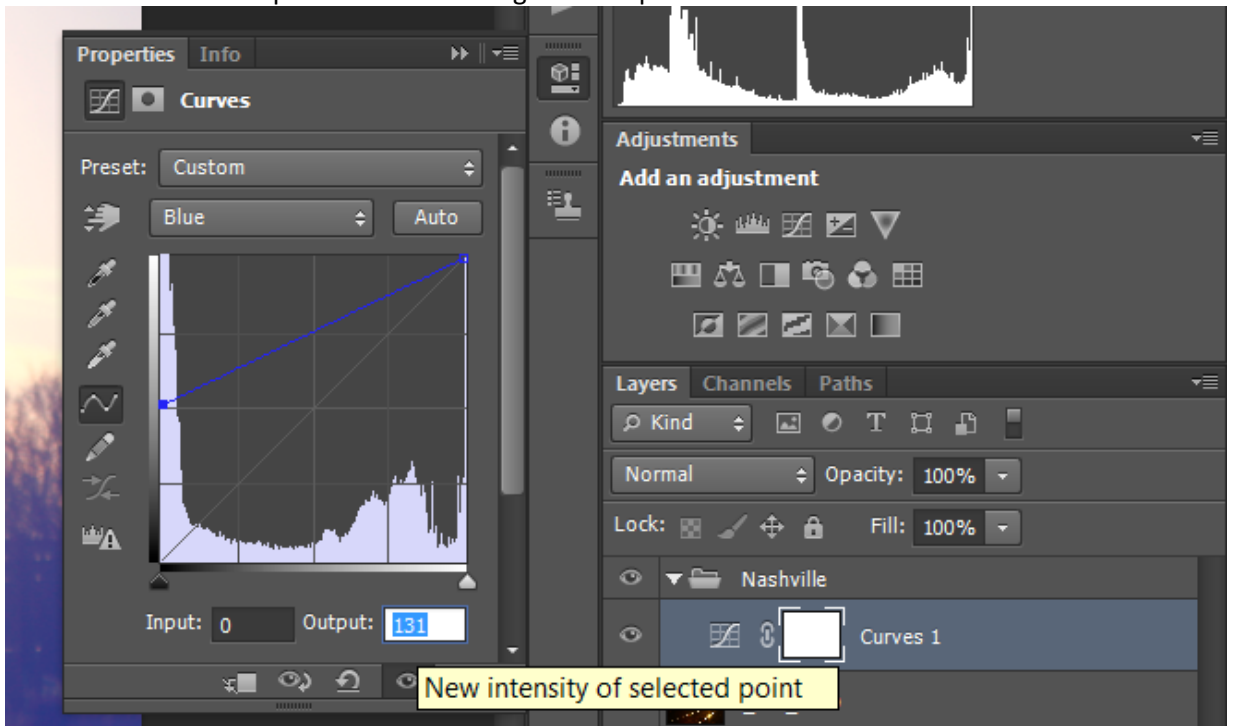 Properties Info
Curves
Preset: Custom
Blue Auto
Input: 0 Output: 131
New intensity of selected point
Adjustments
Add an adjustment
Layers Channels Paths
Kind
Normal Opacity: 100%
Lock: Fill: 100%
Nashville
Curves 1